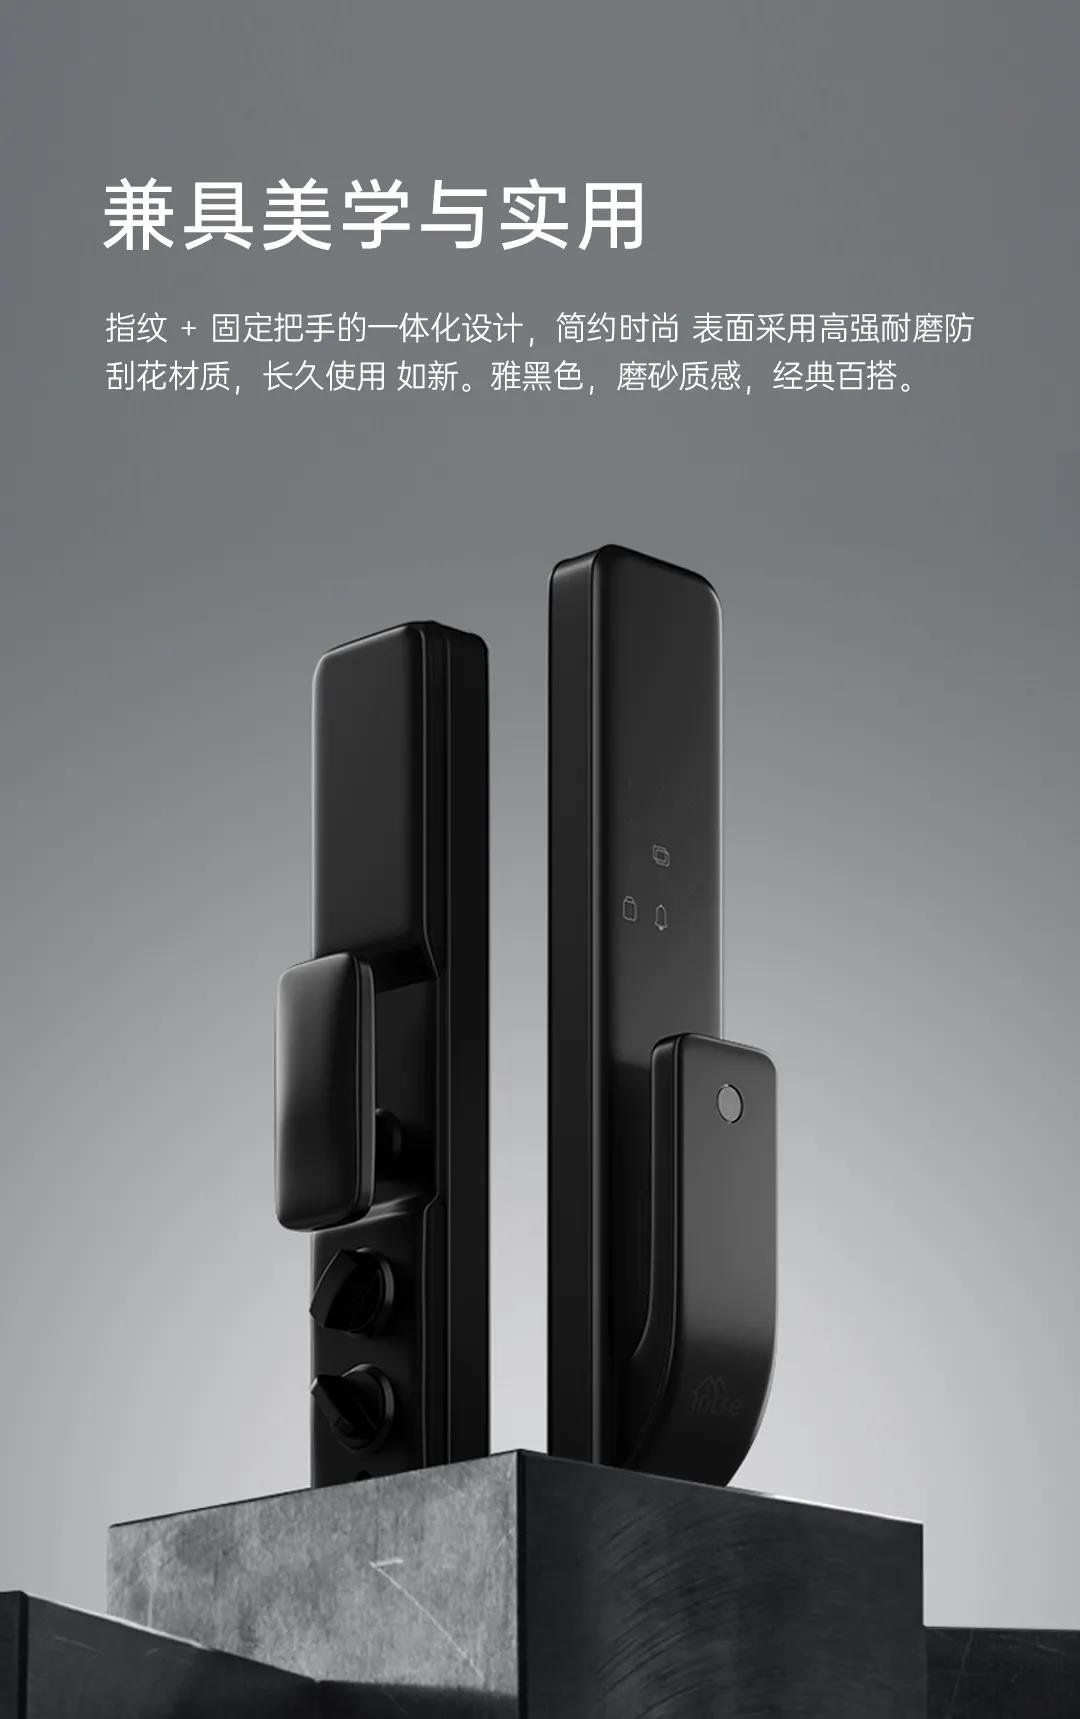 兼具美学与实用
指纹 + 固定把手的一体化设计，简约时尚 表面采用高强耐磨防
刮花材质，长久使用 如新。雅黑色，磨砂质感，经典百搭。
intre